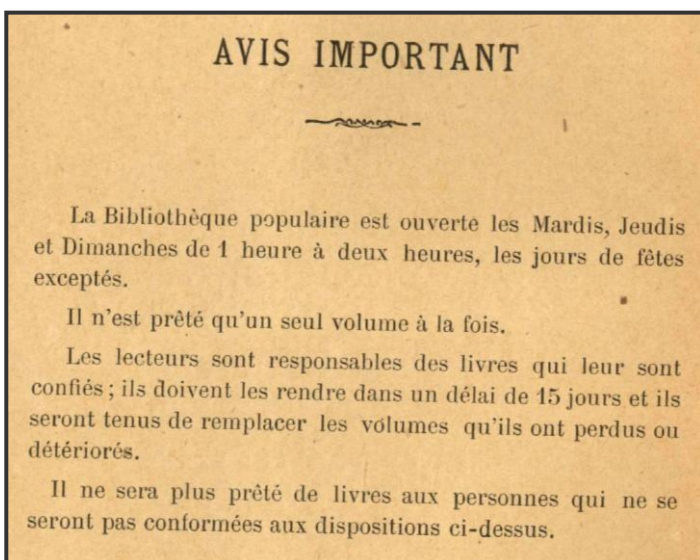 AVIS IMPORTANT
La Bibliothèque populaire est ouverte les Mardis, Jeudis
et Dimanches de 1 heure à deux heures, les jours de fêtes
exceptés.
Il n'est prêté qu'un seul volume à la fois.
Les lecteurs sont responsables des livres qui leur sont
confiés ; ils doivent les rendre dans un délai de 15 jours et ils
seront tenus de remplacer les volumes qu'ils ont perdus ou
détériorés.
Il ne sera plus prêté de livres aux personnes qui ne se
seront pas conformées aux dispositions ci-dessus.